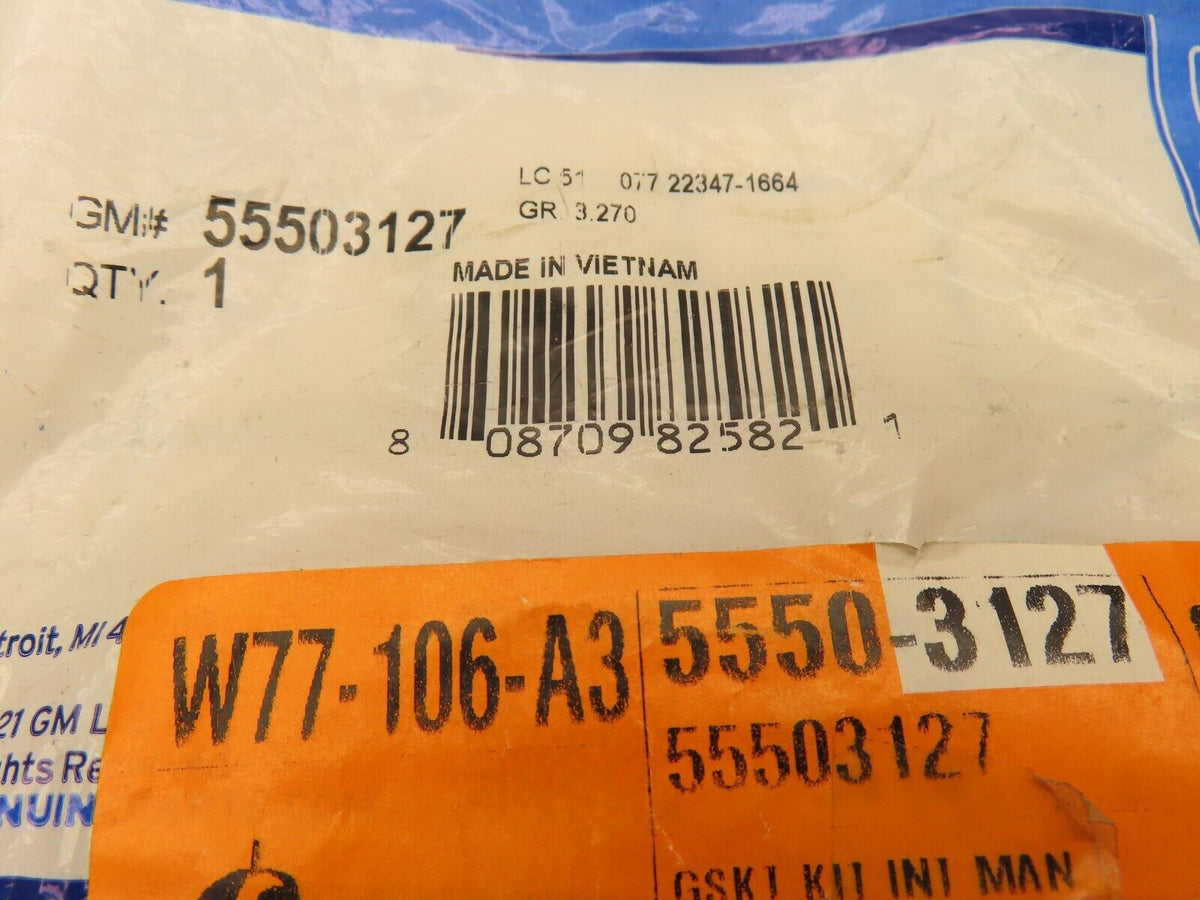 LC 51 077 22347-1664
GR. 3.270
GM# 55503127
QTY. 1
MADE IN VIETNAM
8 08709 82582 1
troit, MI 4
21 GM L
hts Re
NUIN
W77-106-A3
5550-3127
55503127
GSKT KIT INT MAN